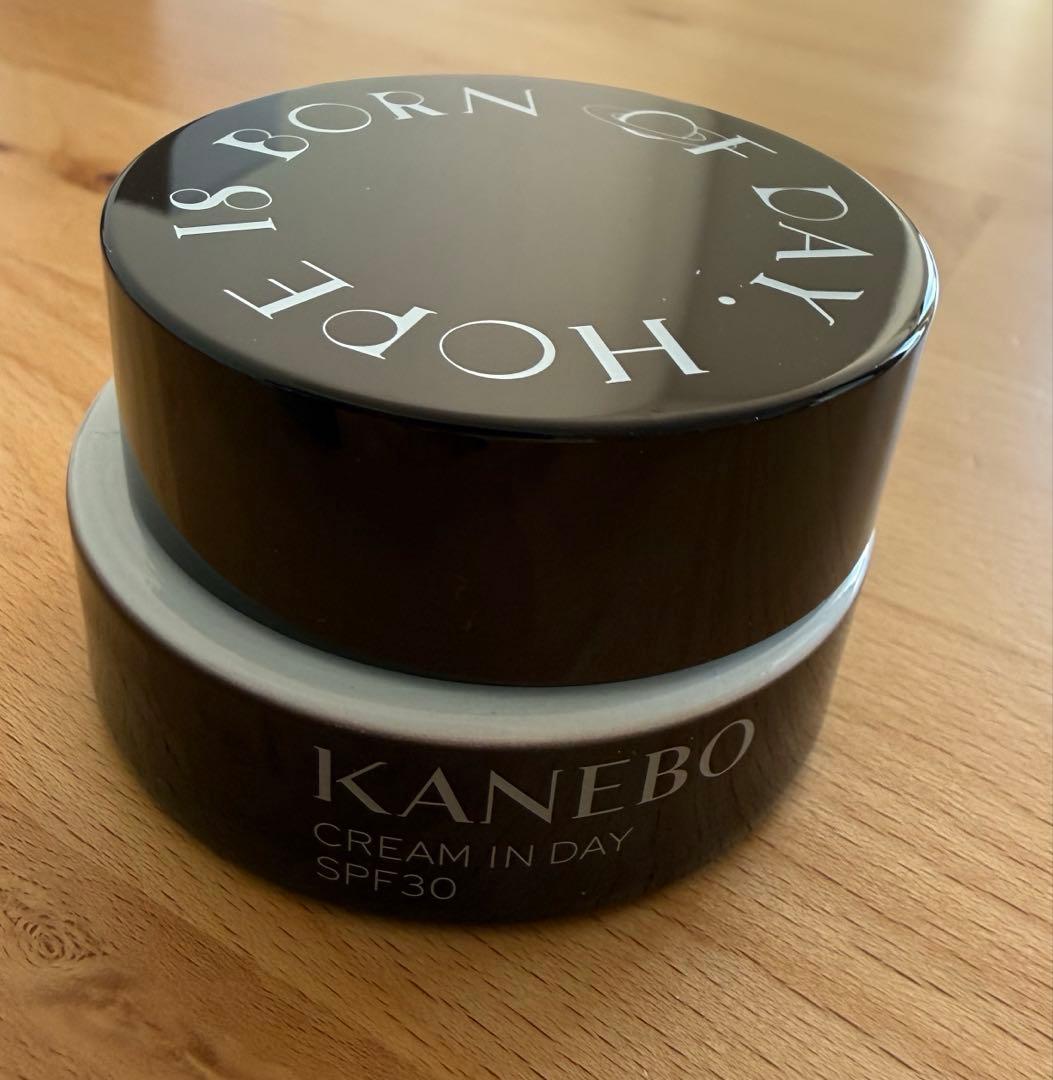 HOPE IS BORN OF DAY.
KANEBO
CREAM IN DAY
SPF30